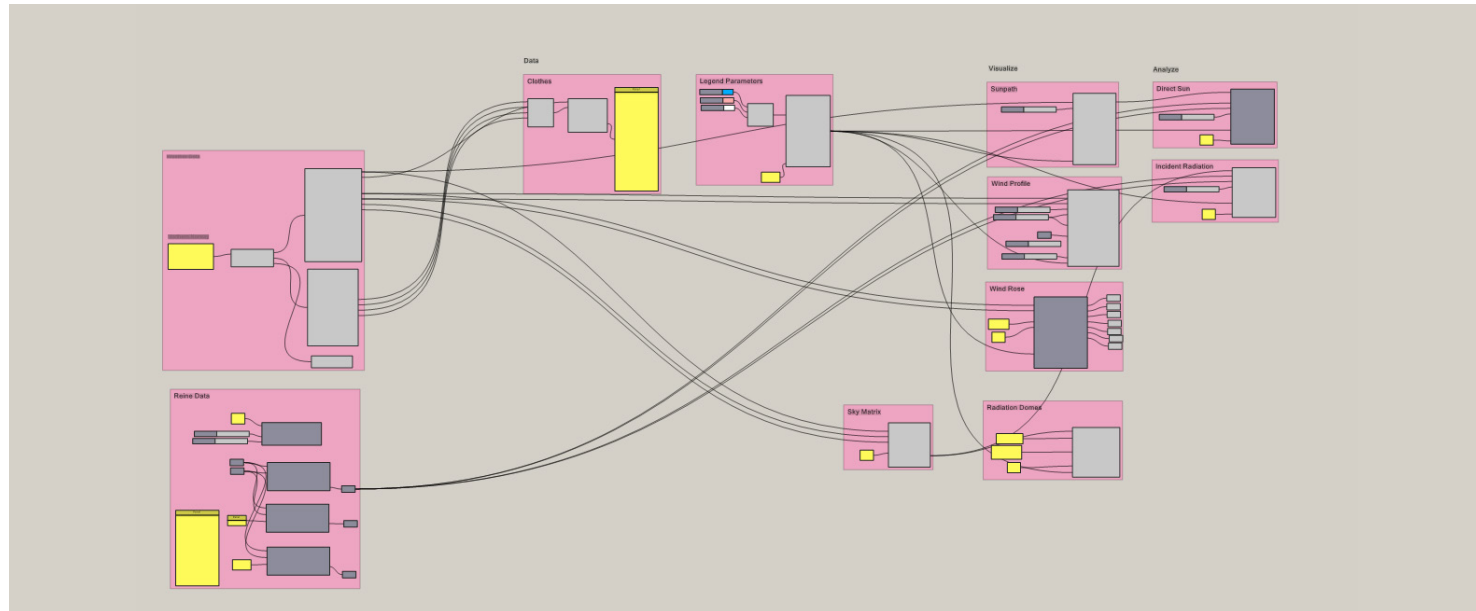 Data
Clothes
Legend Parameters
Visualize
Sunpath
Analyze
Direct Sun
Incident Radiation
Wind Profile
Wind Rose
Reine Data
Sky Matrix
Radiation Domes